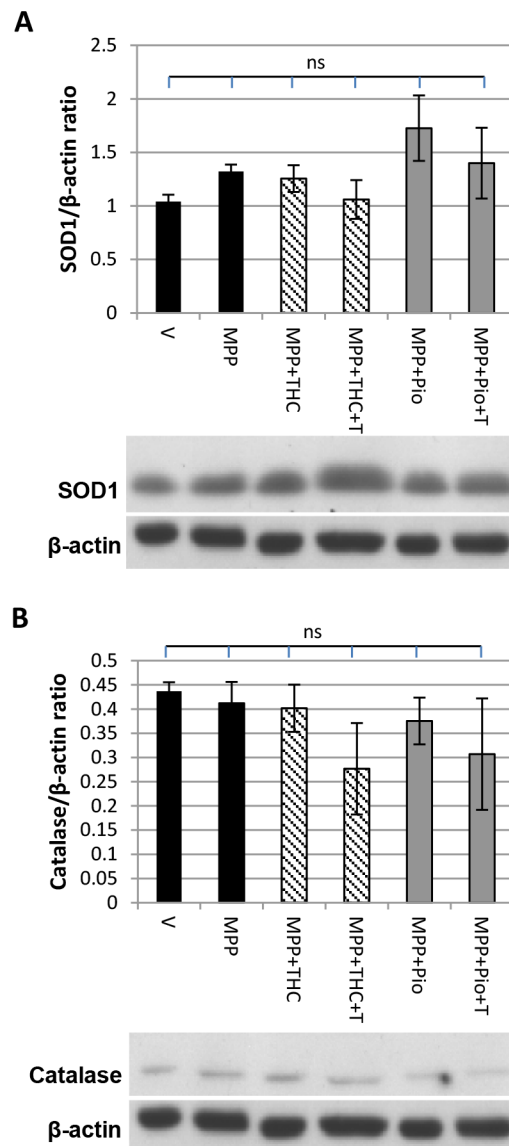 A
ns
SOD1/β-actin ratio
2.5
2
1.5
1
0.5
0
V
MPP
MPP+THC
MPP+THC+T
MPP+Pio
MPP+Pio+T
SOD1
β-actin
B
ns
Catalase/β-actin ratio
0.5
0.45
0.4
0.35
0.3
0.25
0.2
0.15
0.1
0.05
0
V
MPP
MPP+THC
MPP+THC+T
MPP+Pio
MPP+Pio+T
Catalase
β-actin